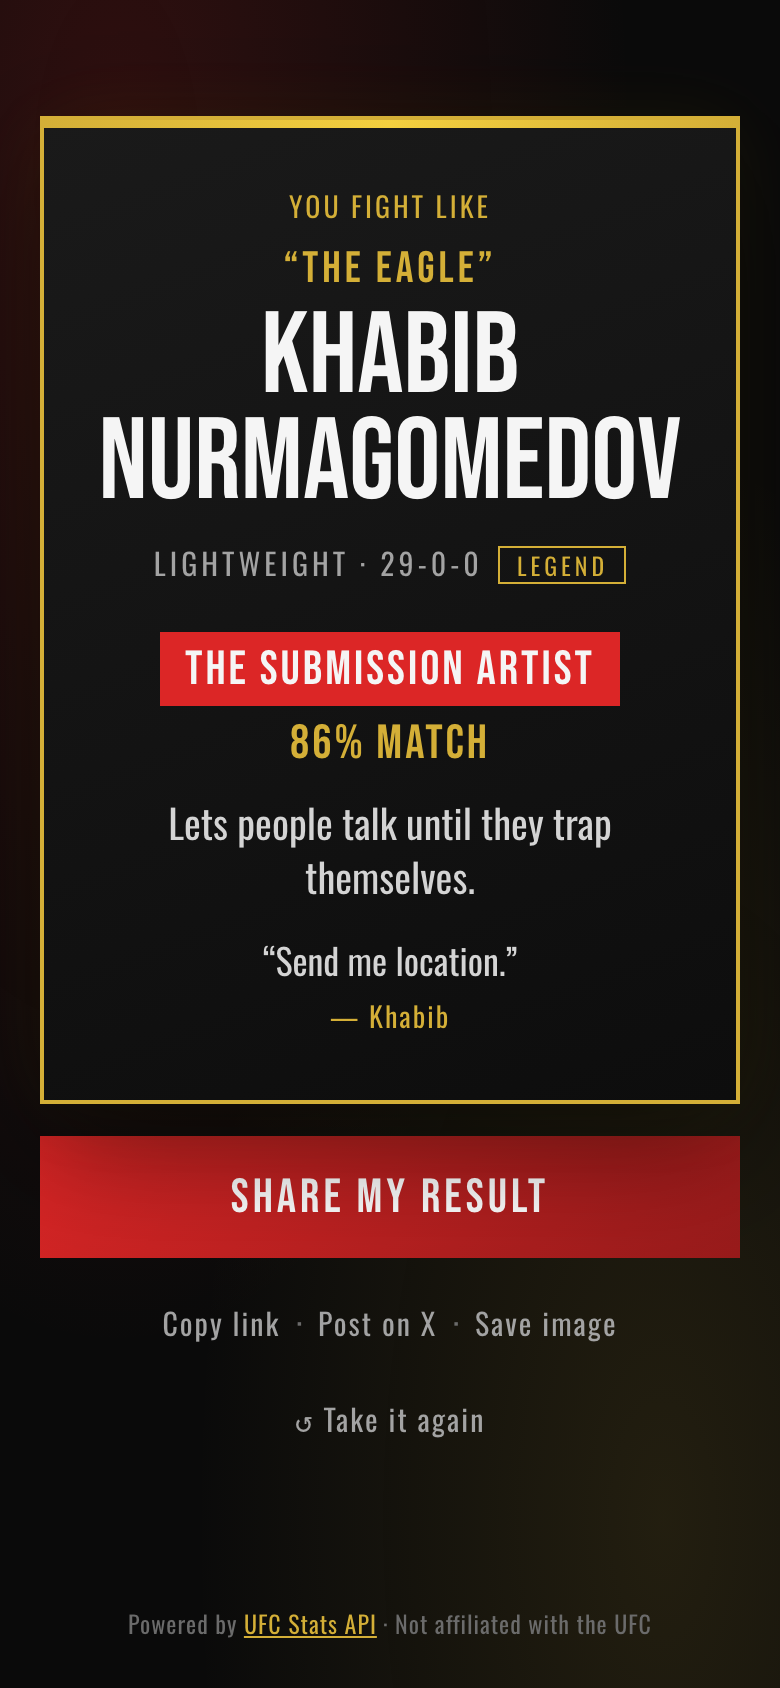 YOU FIGHT LIKE
“THE EAGLE”
KHABIB
NURMAGOMEDOV
LIGHTWEIGHT · 29-0-0 LEGEND
THE SUBMISSION ARTIST
86% MATCH
Lets people talk until they trap
themselves.
“Send me location.”
— Khabib
SHARE MY RESULT
Copy link · Post on X · Save image
↺ Take it again
Powered by UFC Stats API · Not affiliated with the UFC